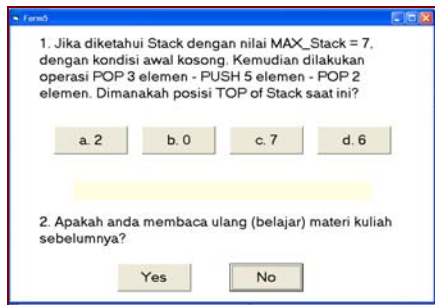 Form5
1. Jika diketahui Stack dengan nilai MAX_Stack = 7,
dengan kondisi awal kosong. Kemudian dilakukan
operasi POP 3 elemen - PUSH 5 elemen - POP 2
elemen. Dimanakah posisi TOP of Stack saat ini?
a. 2 b. 0 c. 7 d. 6
2. Apakah anda membaca ulang (belajar) materi kuliah
sebelumnya?
Yes No